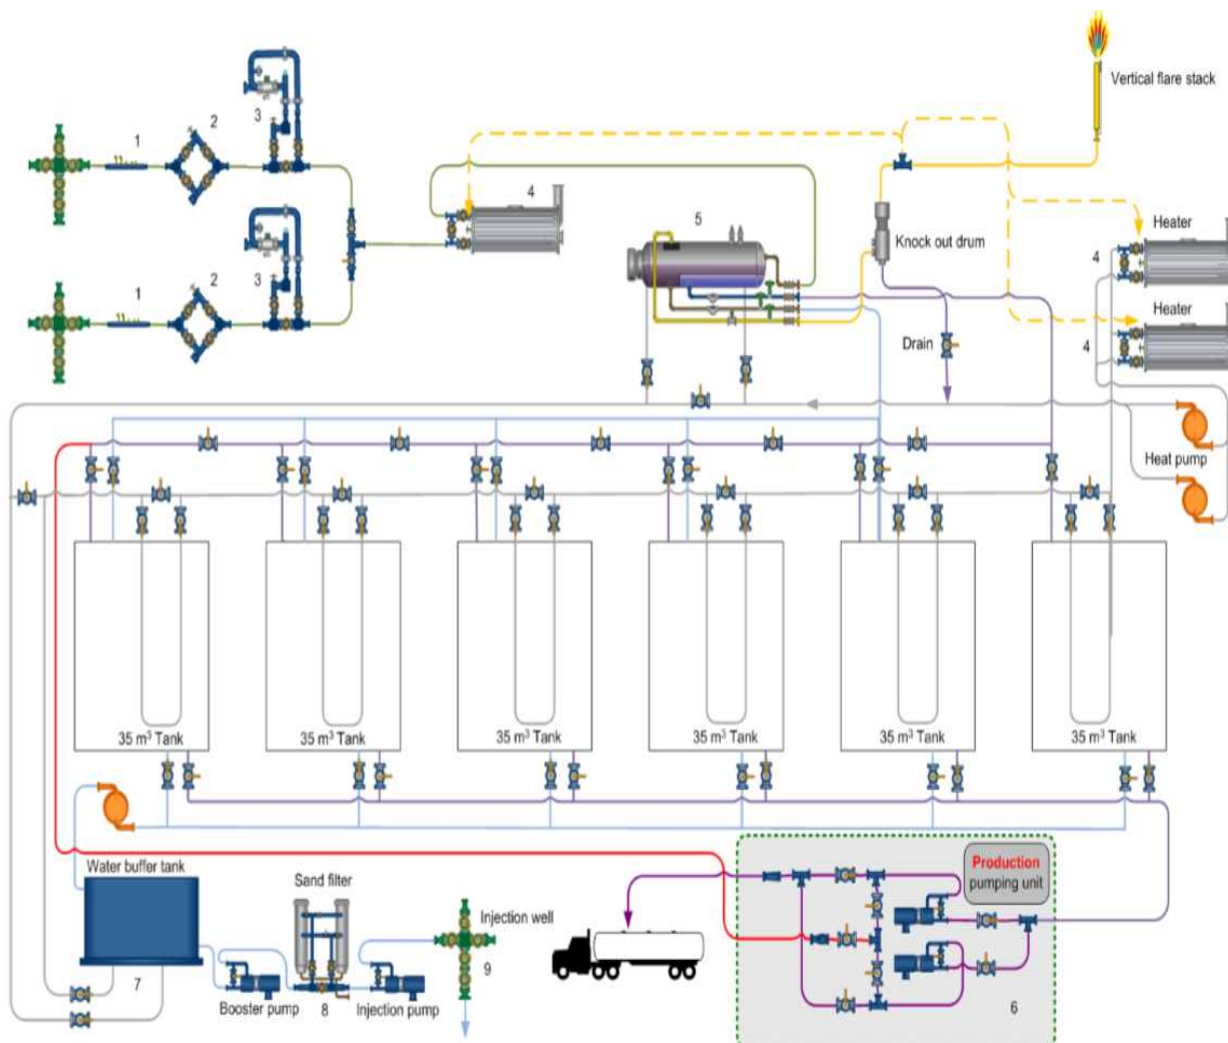 Vertical flare stack
1
2
3
4
5
Knock out drum
Heater
4
Heater
4
1
2
3
Drain
Heat pump
35 m³ Tank
35 m³ Tank
35 m³ Tank
35 m³ Tank
35 m³ Tank
35 m³ Tank
Water buffer tank
7
Booster pump
Sand filter
8
Injection pump
Injection well
9
Production
pumping unit
6